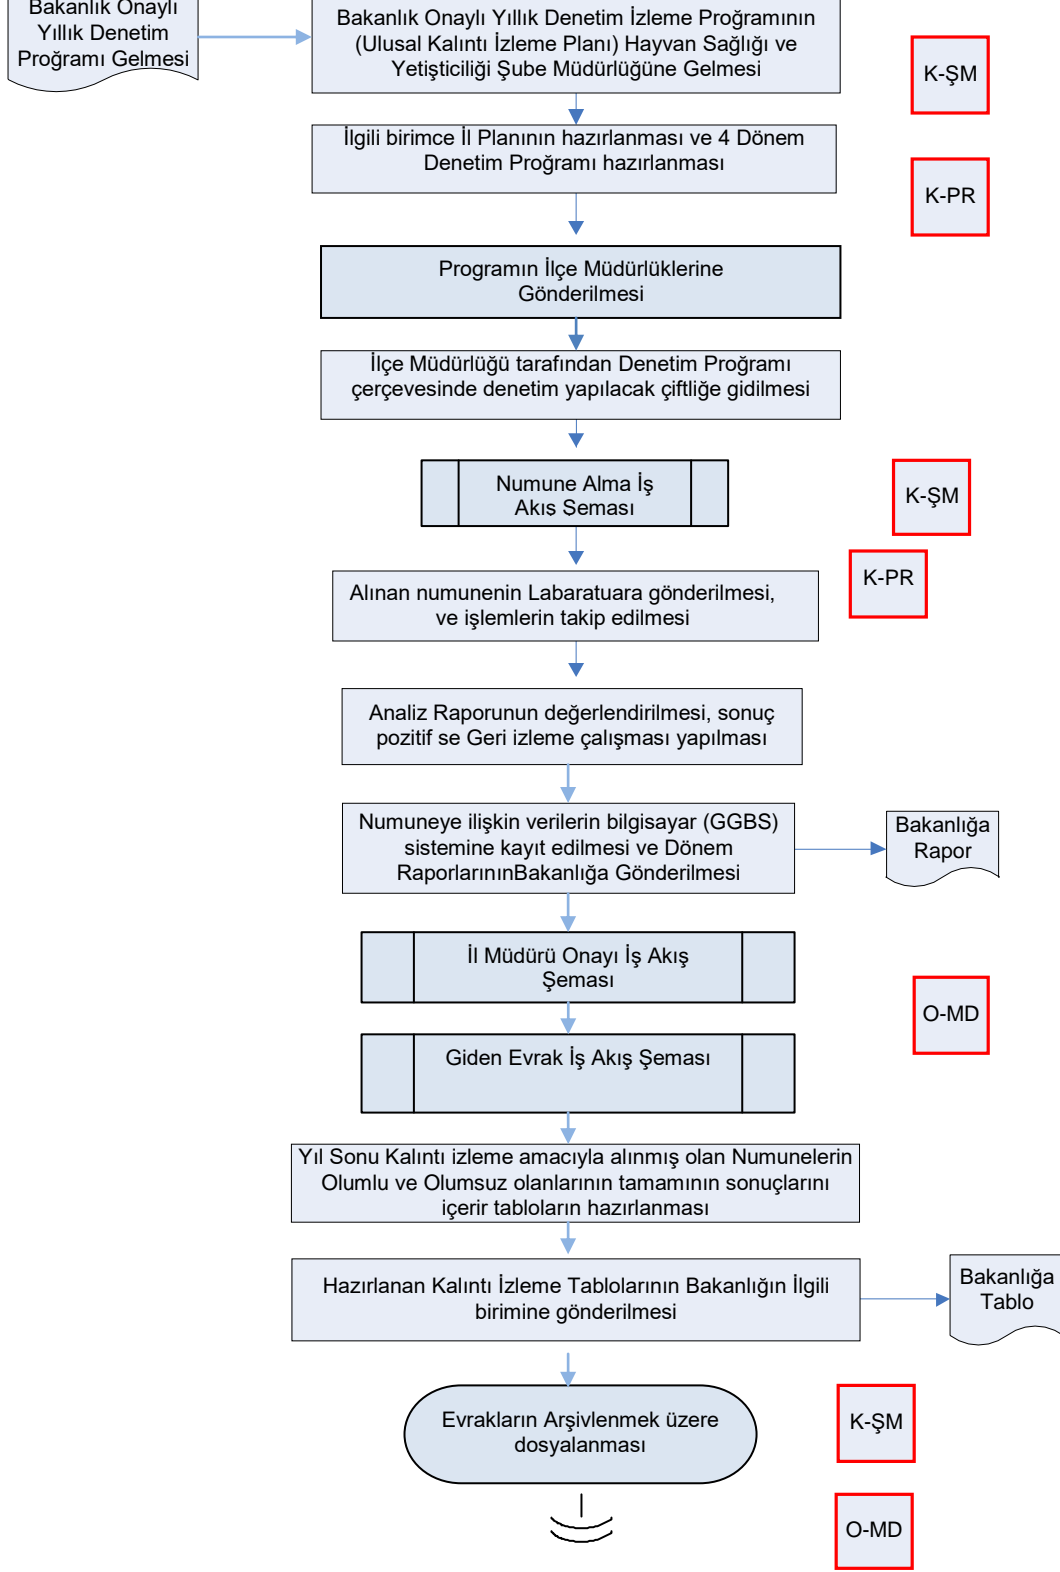 Bakanlık Onaylı
Yıllık Denetim
Proğramı Gelmesi
Bakanlık Onaylı Yıllık Denetim İzleme Proğramının
(Ulusal Kalıntı İzleme Planı) Hayvan Sağlığı ve
Yetişticiliği Şube Müdürlüğüne Gelmesi
K-ŞM
İlgili birimce İl Planının hazırlanması ve 4 Dönem
Denetim Proğramı hazırlanması
K-PR
Programın İlçe Müdürlüklerine
Gönderilmesi
İlçe Müdürlüğü tarafından Denetim Proğramı
çerçevesinde denetim yapılacak çiftliğe gidilmesi
Numune Alma İş
Akıs Seması
K-ŞM
K-PR
Alınan numunenin Labaratuara gönderilmesi,
ve işlemlerin takip edilmesi
Analiz Raporunun değerlendirilmesi, sonuç
pozitif se Geri izleme çalışması yapılması
Numuneye ilişkin verilerin bilgisayar (GGBS)
sistemine kayıt edilmesi ve Dönem
RaporlarınınBakanlığa Gönderilmesi
Bakanlığa
Rapor
İl Müdürü Onayı İş Akış
Şeması
O-MD
Giden Evrak İş Akış Şeması
Yıl Sonu Kalıntı izleme amacıyla alınmış olan Numunelerin
Olumlu ve Olumsuz olanlarının tamamının sonuçlarını
içerir tabloların hazırlanması
Hazırlanan Kalıntı İzleme Tablolarının Bakanlığın İlgili
birimine gönderilmesi
Bakanlığa
Tablo
Evrakların Arşivlenmek üzere
dosyalanması
K-ŞM
O-MD